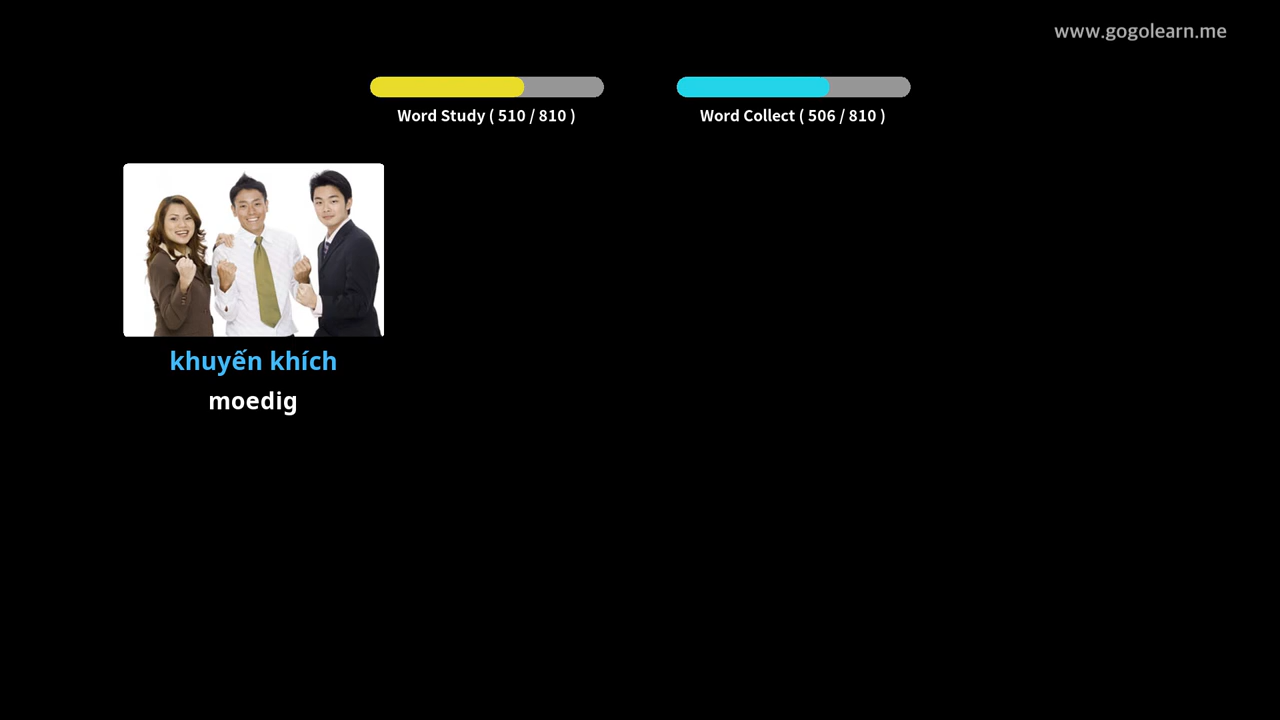 www.gogolearn.me
Word Study ( 510 / 810 )
Word Collect ( 506 / 810 )
khuyến khích
moedig